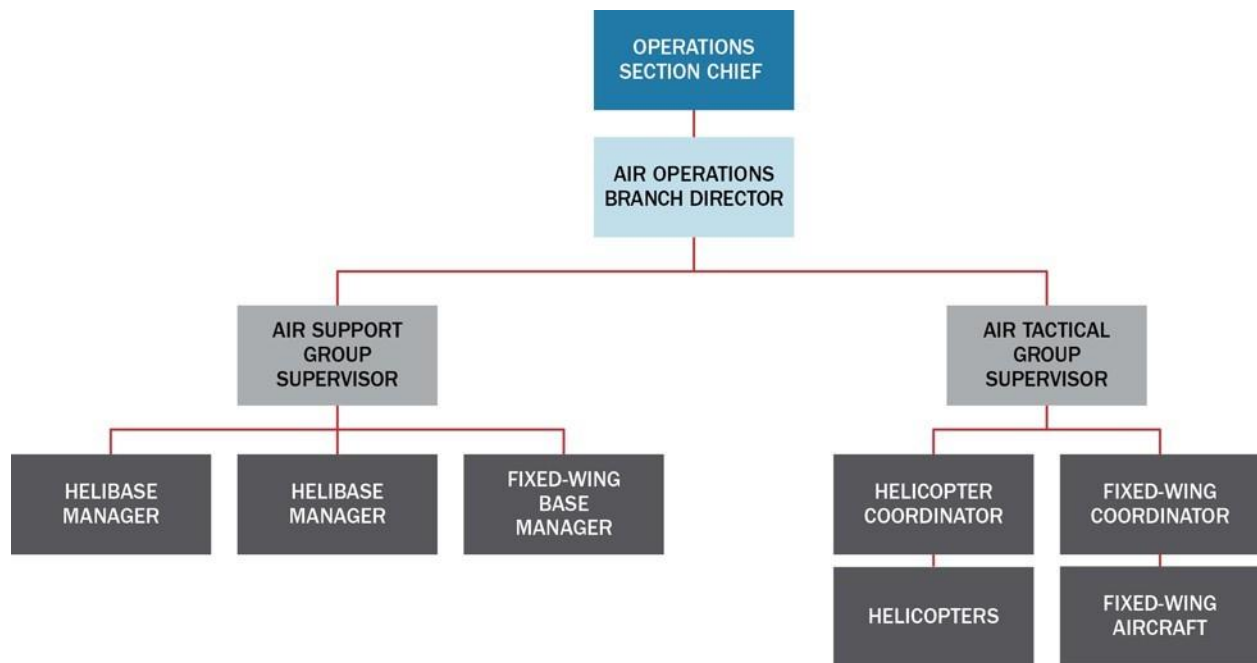 OPERATIONS
SECTION CHIEF
AIR OPERATIONS
BRANCH DIRECTOR
AIR SUPPORT
GROUP
SUPERVISOR
AIR TACTICAL
GROUP
SUPERVISOR
HELIBASE
MANAGER
HELIBASE
MANAGER
FIXED-WING
BASE
MANAGER
HELICOPTER
COORDINATOR
FIXED-WING
COORDINATOR
HELICOPTERS
FIXED-WING
AIRCRAFT